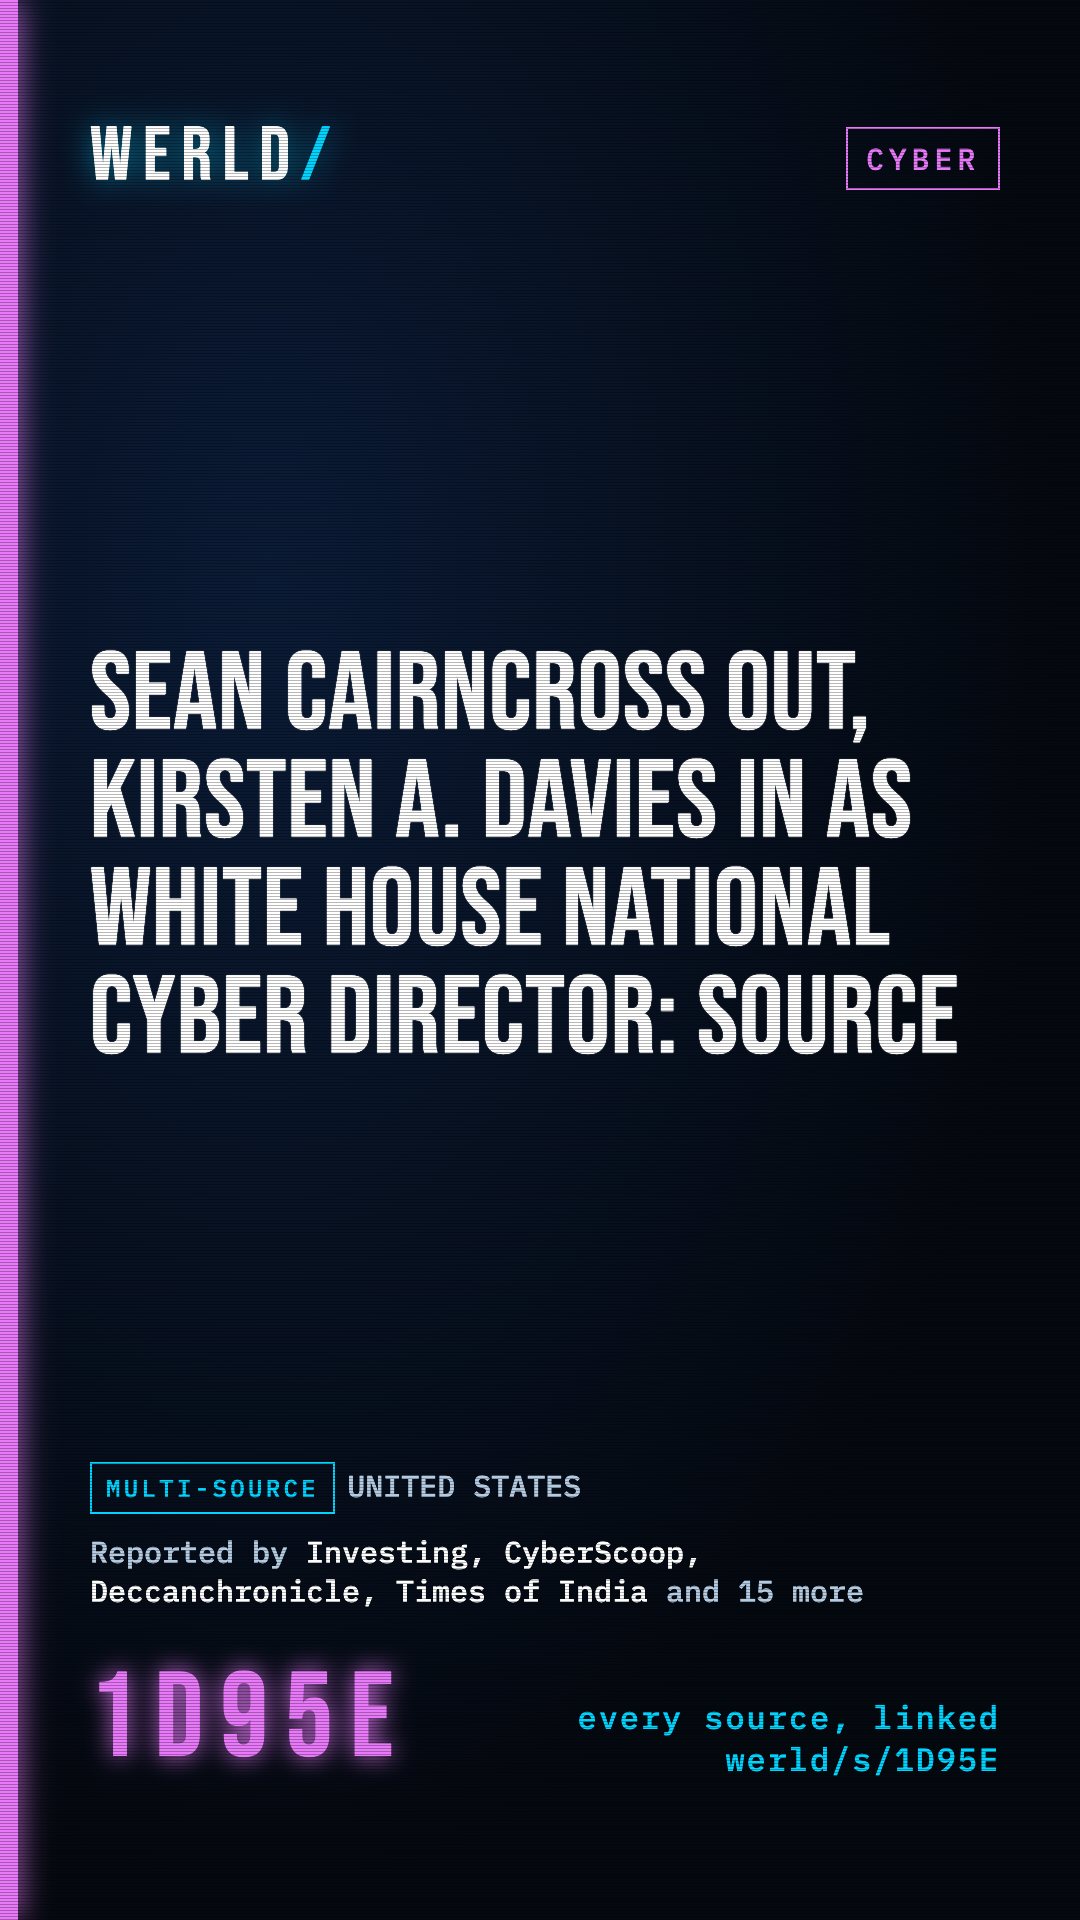 WERLD/
CYBER
SEAN CAIRNCROSS OUT,
KIRSTEN A. DAVIES IN AS
WHITE HOUSE NATIONAL
CYBER DIRECTOR: SOURCE
MULTI-SOURCE UNITED STATES
Reported by Investing, CyberScoop,
Deccanchronicle, Times of India and 15 more
1D95E
every source, linked
werld/s/1D95E